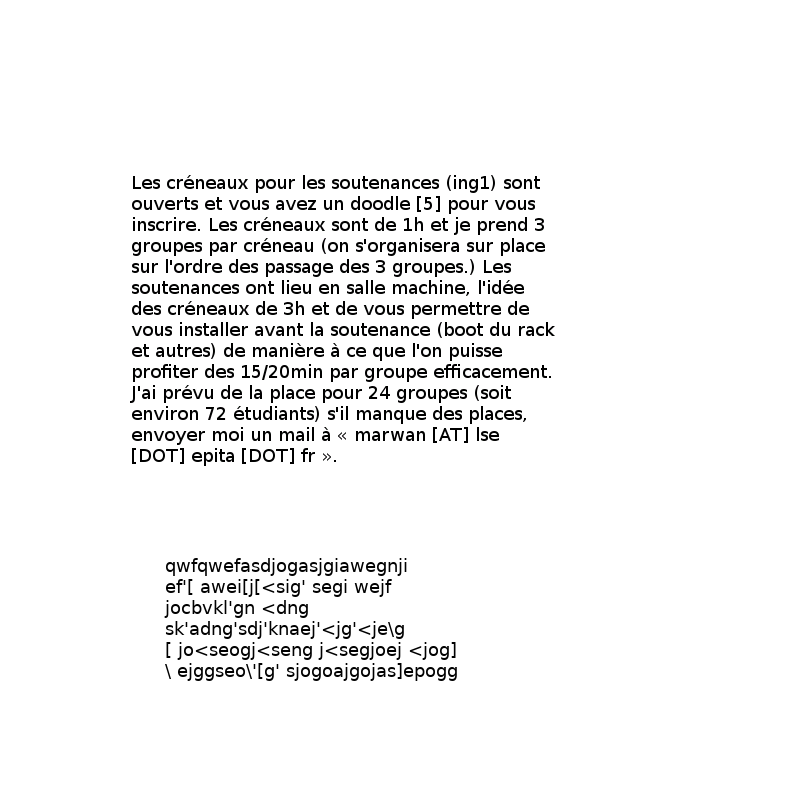 Les créneaux pour les soutenances (ing1) sont
ouverts et vous avez un doodle [5] pour vous
inscrire. Les créneaux sont de 1h et je prend 3
groupes par créneau (on s'organisera sur place
sur l'ordre des passage des 3 groupes.) Les
soutenances ont lieu en salle machine, l'idée
des créneaux de 3h et de vous permettre de
vous installer avant la soutenance (boot du rack
et autres) de manière à ce que l'on puisse
profiter des 15/20min par groupe efficacement.
J'ai prévu de la place pour 24 groupes (soit
environ 72 étudiants) s'il manque des places,
envoyer moi un mail à « marwan [AT] lse
[DOT] epita [DOT] fr ».
qwfqwefasdjogasjgiawegnji
ef'[ awei[j[<sig' segi wejf
jocbvkl'gn <dng
sk'adng'sdj'knaej'<jg'<je\g
[ jo<seogj<seng j<segjoej <jog]
\ ejggseo\'[g' sjogoajgojas]epogg